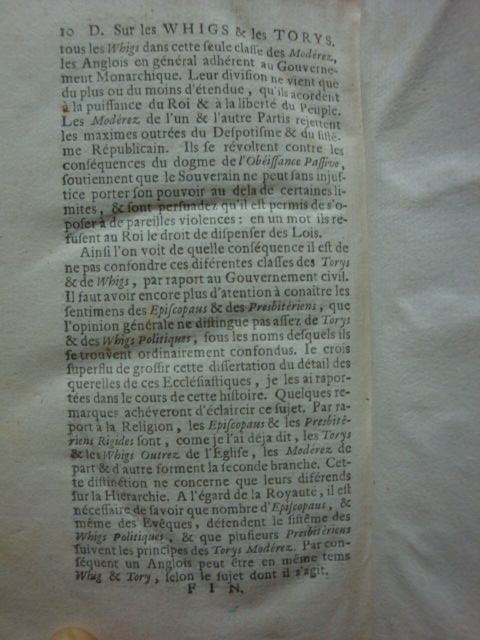 10 D. Sur les WHIGS & les TORYS.
tous les Whigs dans cette ſeule claſſe des Moderez,
les Anglois en général adhérent au Gouverne-
ment Monarchique. Leur diviſion ne vient que
du plus ou du moins d'étendue, qu'ils acordent
à la puiſſance du Roi & à la liberté du Peuple.
Les Moderez de l'un & l'autre Partis rejettent
les maximes outrées du Deſpotiſme & du ſiſtê-
me Républicain. Ils ſe révoltent contre les
conſéquences du dogme de l'Obéiſſance Paſſive,
ſoutiennent que le Souverain ne peut ſans injuſ-
tice porter ſon pouvoir au dela de certaines li-
mites, & ſont perſuadez qu'il eſt permis de s'o-
poſer à de pareilles violences: en un mot ils re-
fuſent au Roi le droit de diſpenſer des Lois.
Ainſi l'on voit de quelle conſéquence il eſt de
ne pas confondre ces diférentes claſſes des Torys
& de Whigs, par raport au Gouvernement civil.
Il faut avoir encore plus d'atention à conaitre les
ſentimens des Epiſcopaus & des Presbitériens, que
l'opinion générale ne diſtingue pas aſſez de Torys
& des Whigs Politiques, ſous les noms deſquels ils
ſe trouvent ordinairement confondus. Je crois
ſuperflu de groſſir cette diſſertation du détail des
querelles de ces Eccléſiaſtiques, je les ai rapor-
tées dans le cours de cette hiſtoire. Quelques re-
marques achéveront d'éclaircir ce ſujet. Par ra-
port à la Religion, les Epiſcopaus & les Presbité-
riens Rigides ſont, come je l'ai déja dit, les Torys
& les Whigs Outrez de l'Egliſe, les Moderez de
part & d'autre forment la ſeconde branche. Cet-
te diſtinction ne concerne que leurs diférends
ſur la Hierarchie. A l'égard de la Royauté, il eſt
néceſſaire de ſavoir que nombre d'Epiſcopaus, &
même des Evêques, défendent le ſiſtême des
Whigs Politiques, & que pluſieurs Presbitériens
ſuivent les principes des Torys Moderez. Par con-
ſéquent un Anglois peut être en même tems
Whig & Tory, ſelon le ſujet dont il s'agit.
FIN.